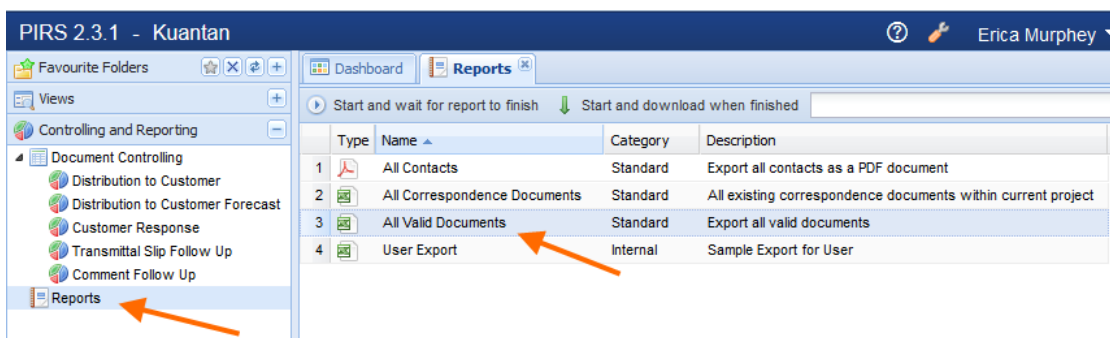 PIRS 2.3.1 - Kuantan
Erica Murphey
Favourite Folders
Views
Controlling and Reporting
Document Controlling
Distribution to Customer
Distribution to Customer Forecast
Customer Response
Transmittal Slip Follow Up
Comment Follow Up
Reports
Dashboard Reports
Start and wait for report to finish Start and download when finished
Type Name Category Description
1 All Contacts Standard Export all contacts as a PDF document
2 All Correspondence Documents Standard All existing correspondence documents within current project
3 All Valid Documents Standard Export all valid documents
4 User Export Internal Sample Export for User